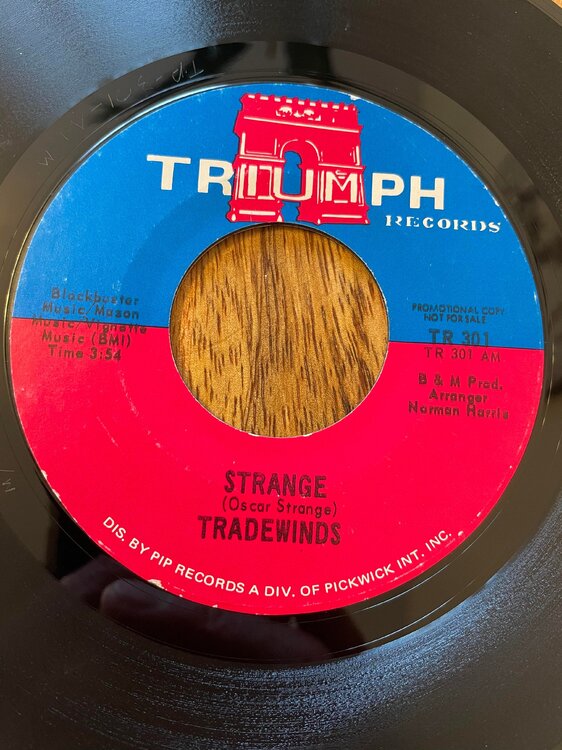 TRIUMPH
RECORDS
Blackbuster
Music/Mason
Music/Vignette
Music (BMI)
Time 3:54
PROMOTIONAL COPY
NOT FOR SALE
TR 301
TR 301 AM
B & M Prod.
Arranger
Norman Harris
STRANGE
(Oscar Strange)
TRADEWINDS
DIS. BY PIP RECORDS A DIV. OF PICKWICK INT. INC.